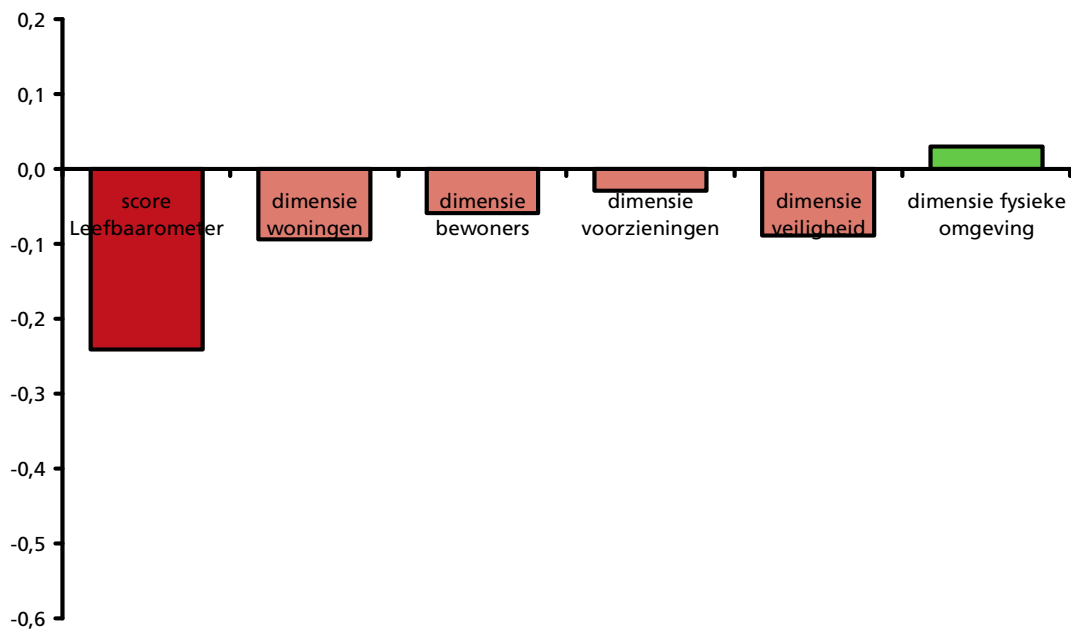 0,2
0,1
0,0
-0,1
-0,2
-0,3
-0,4
-0,5
-0,6
score
Leefbaarometer
dimensie
woningen
dimensie
bewoners
dimensie
voorzieningen
dimensie
veiligheid
dimensie fysieke
omgeving